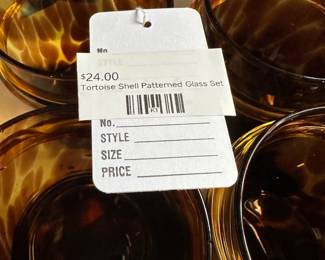 No.
STYLE
$24.00
Tortoise Shell Patterned Glass Set
No.
STYLE
SIZE
PRICE